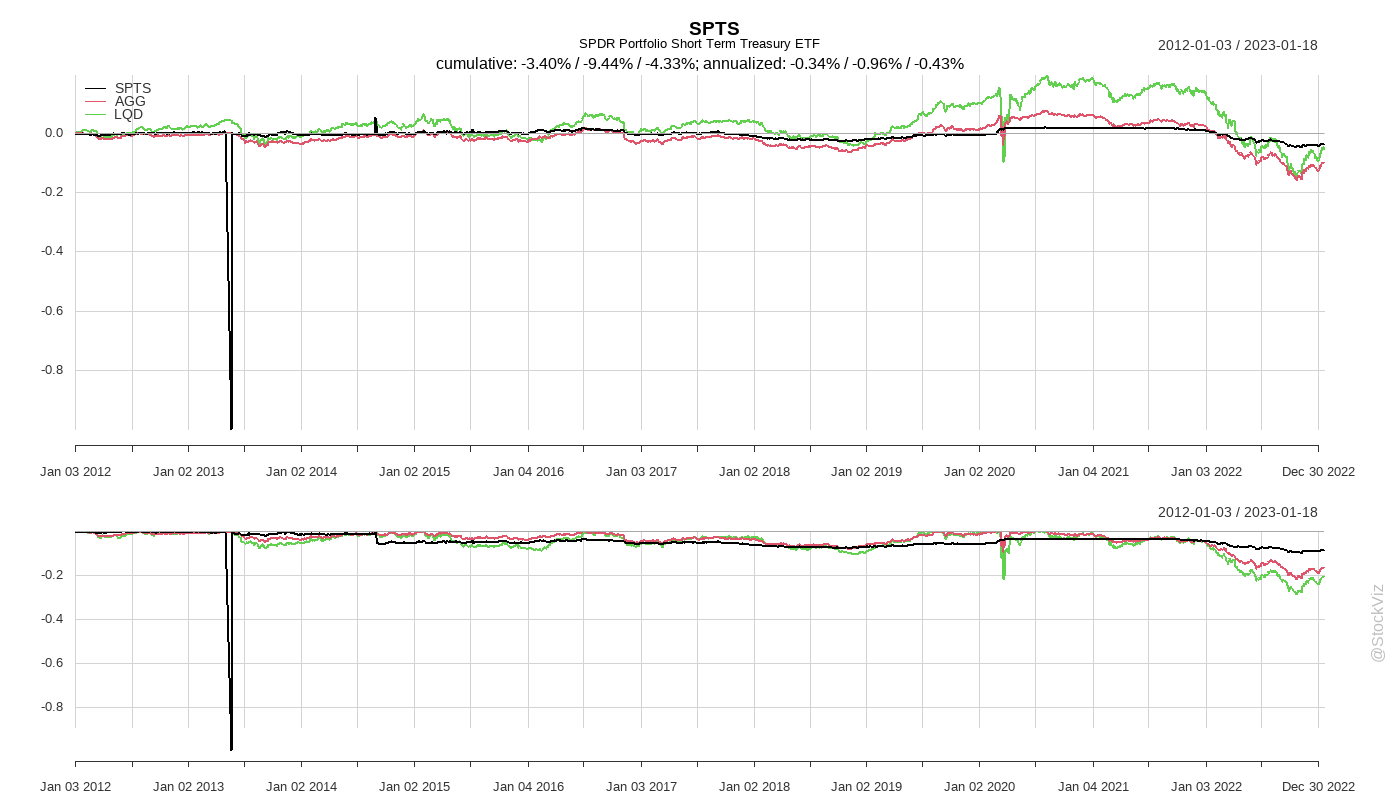 SPTS
SPDR Portfolio Short Term Treasury ETF
2012-01-03 / 2023-01-18
cumulative: -3.40% / -9.44% / -4.33%; annualized: -0.34% / -0.96% / -0.43%
SPTS
AGG
LQD
0.0
-0.2
-0.4
-0.6
-0.8
Jan 03 2012 Jan 02 2013 Jan 02 2014 Jan 02 2015 Jan 04 2016 Jan 03 2017 Jan 02 2018 Jan 02 2019 Jan 02 2020 Jan 04 2021 Jan 03 2022 Dec 30 2022
2012-01-03 / 2023-01-18
-0.2
-0.4
-0.6
-0.8
Jan 03 2012 Jan 02 2013 Jan 02 2014 Jan 02 2015 Jan 04 2016 Jan 03 2017 Jan 02 2018 Jan 02 2019 Jan 02 2020 Jan 04 2021 Jan 03 2022 Dec 30 2022
@StockViz